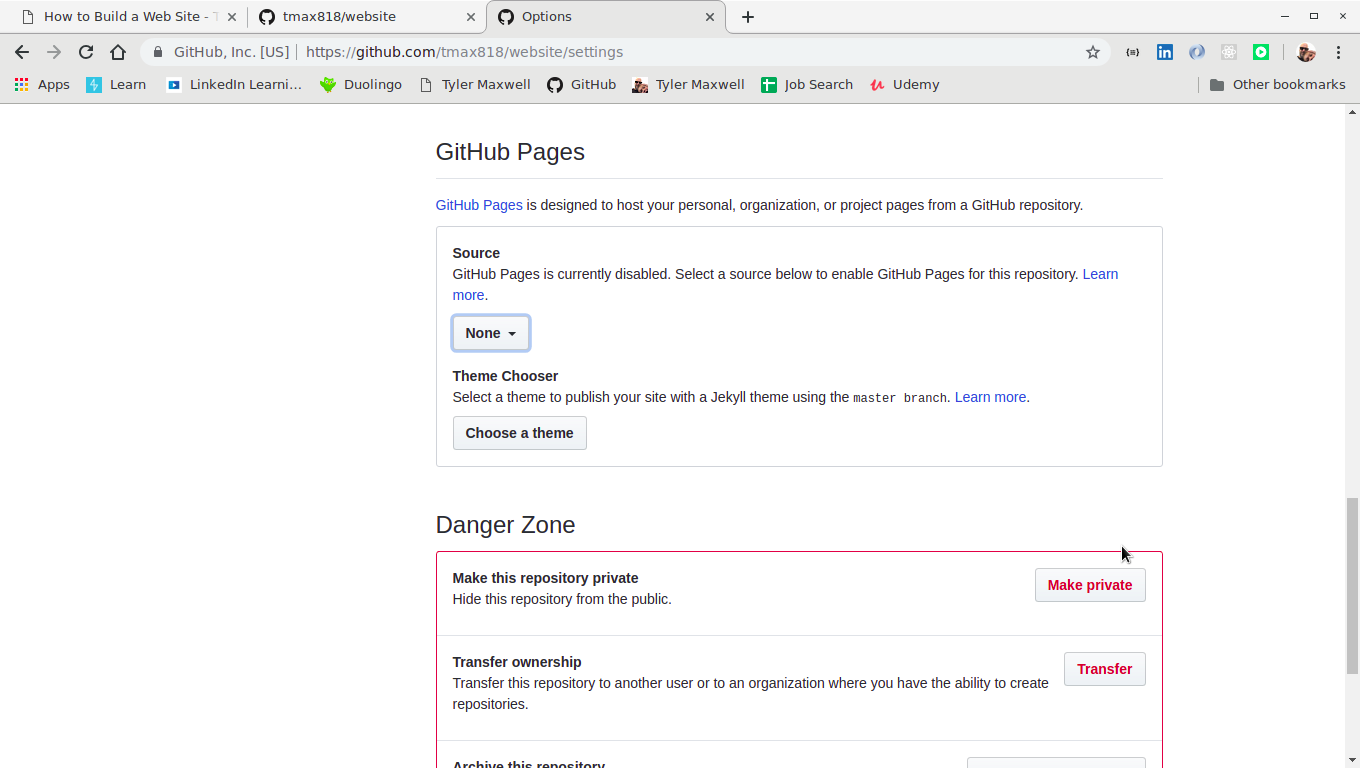 How to Build a Web Site -
tmax818/website
Options
GitHub, Inc. [US]
https://github.com/tmax818/website/settings
Apps
Learn
LinkedIn Learni…
Duolingo
Tyler Maxwell
GitHub
Tyler Maxwell
Job Search
Udemy
Other bookmarks
GitHub Pages
GitHub Pages is designed to host your personal, organization, or project pages from a GitHub repository.
Source
GitHub Pages is currently disabled. Select a source below to enable GitHub Pages for this repository. Learn
more.
None
Theme Chooser
Select a theme to publish your site with a Jekyll theme using the master branch. Learn more.
Choose a theme
Danger Zone
Make this repository private
Hide this repository from the public.
Make private
Transfer ownership
Transfer this repository to another user or to an organization where you have the ability to create
repositories.
Transfer
Archive this repository